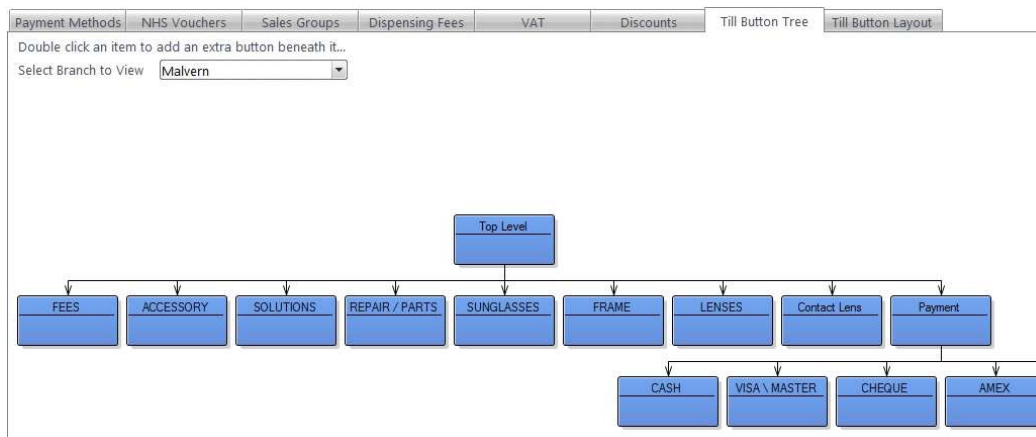 Payment Methods NHS Vouchers Sales Groups Dispensing Fees VAT Discounts Till Button Tree Till Button Layout
Double click an item to add an extra button beneath it...
Select Branch to View Malvern
Top Level
FEES ACCESSORY SOLUTIONS REPAIR / PARTS SUNGLASSES FRAME LENSES Contact Lens Payment
CASH VISA \ MASTER CHEQUE AMEX